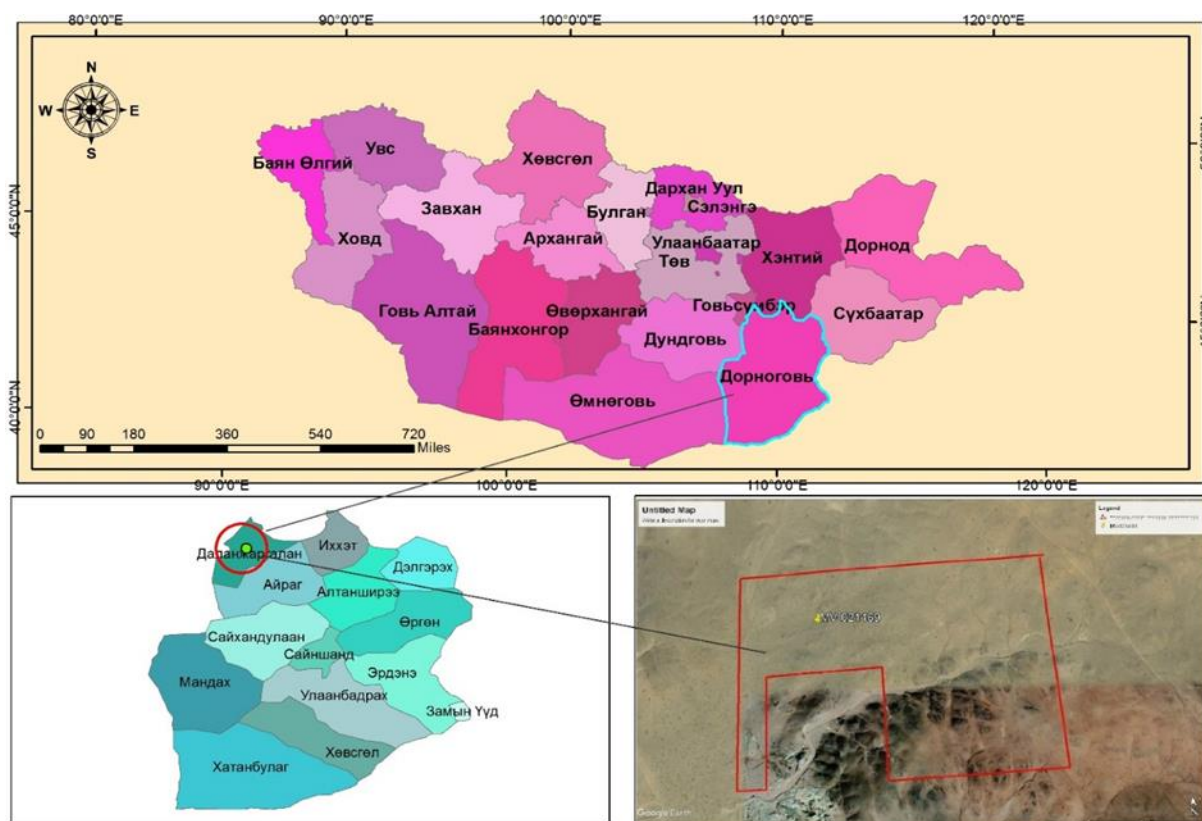 80°0'0"E 90°0'0"E 100°0'0"E 110°0'0"E 120°0'0"E
N
W E
S
45°0'0"N
40°0'0"N
Баян Өлгий
Увс
Хөвсгөл
Дархан Уул
Сэлэнгэ
Завхан
Булган
Ховд
Архангай
Улаанбаатар
Төв
Хэнтий
Дорнод
Говь Алтай
Баянхонгор
Өвөрхангай
Говьсүмбэр
Сүхбаатар
Дундговь
Дорноговь
Өмнөговь
0 90 180 360 540 720
Miles
90°0'0"E 100°0'0"E 110°0'0"E 120°0'0"E
Даланжаргалан
Иххэт
Айраг
Дэлгэрэх
Алтанширээ
Өргөн
Сайхандулаан
Сайншанд
Эрдэнэ
Мандах
Улаанбадрах
Замын Үүд
Хөвсгөл
Хатанбулаг
Untitled Map
Legend
Google Earth